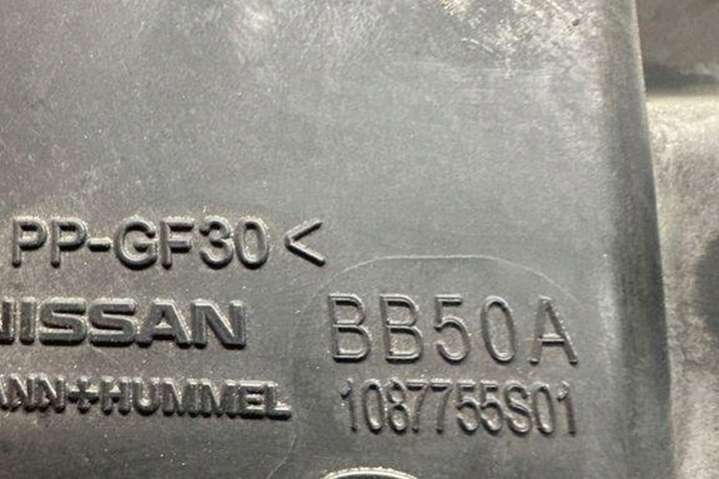 PP-GF30<
NISSAN BB50A
ANN+HUMMEL 1087755S01